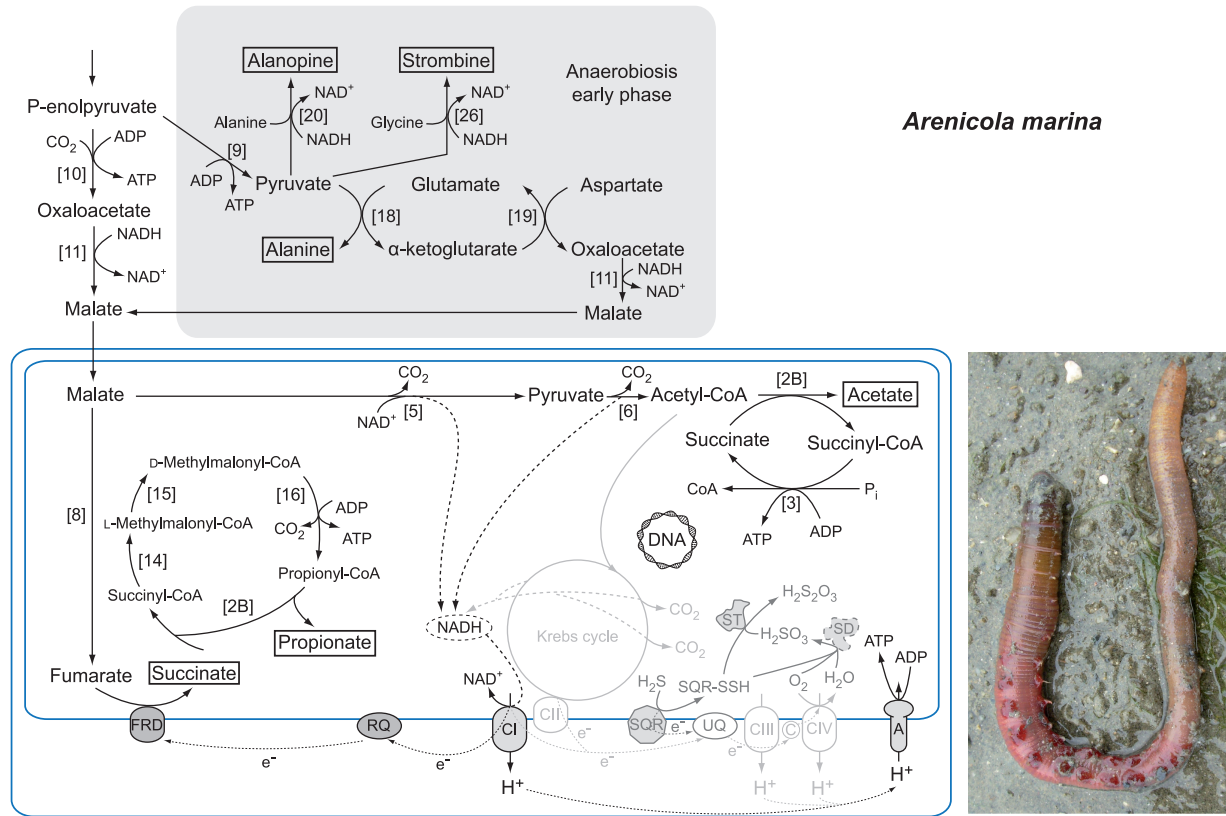 Arenicola marina
Anaerobiosis
early phase
Alanopine
Strombine
NAD⁺
NAD⁺
P-enolpyruvate
Alanine
[20]
NADH
Glycine
[26]
NADH
CO₂
ADP
[10]
ATP
[9]
ADP
ATP
Pyruvate
Glutamate
Aspartate
Oxaloacetate
[18]
[19]
NADH
[11]
NAD⁺
Alanine
α-ketoglutarate
Oxaloacetate
[11]
NADH
NAD⁺
Malate
Malate
Malate
CO₂
NAD⁺
[5]
Pyruvate
CO₂
[6]
Acetyl-CoA
[2B]
Acetate
Succinate
Succinyl-CoA
CoA
Pᵢ
[3]
ATP
ADP
D-Methylmalonyl-CoA
[15]
[16]
ADP
CO₂
ATP
[8]
L-Methylmalonyl-CoA
[14]
Propionyl-CoA
Succinyl-CoA
[2B]
Propionate
DNA
NADH
Krebs cycle
CO₂
CO₂
H₂S₂O₃
ST
H₂SO₃
SD
ATP
ADP
Fumarate
Succinate
NAD⁺
H₂S
SQR-SSH
O₂
H₂O
FRD
RQ
CI
CII
SQR
e⁻
UQ
CIII
C
CIV
A
e⁻
e⁻
e⁻
e⁻
e⁻
H⁺
H⁺
H⁺
H⁺